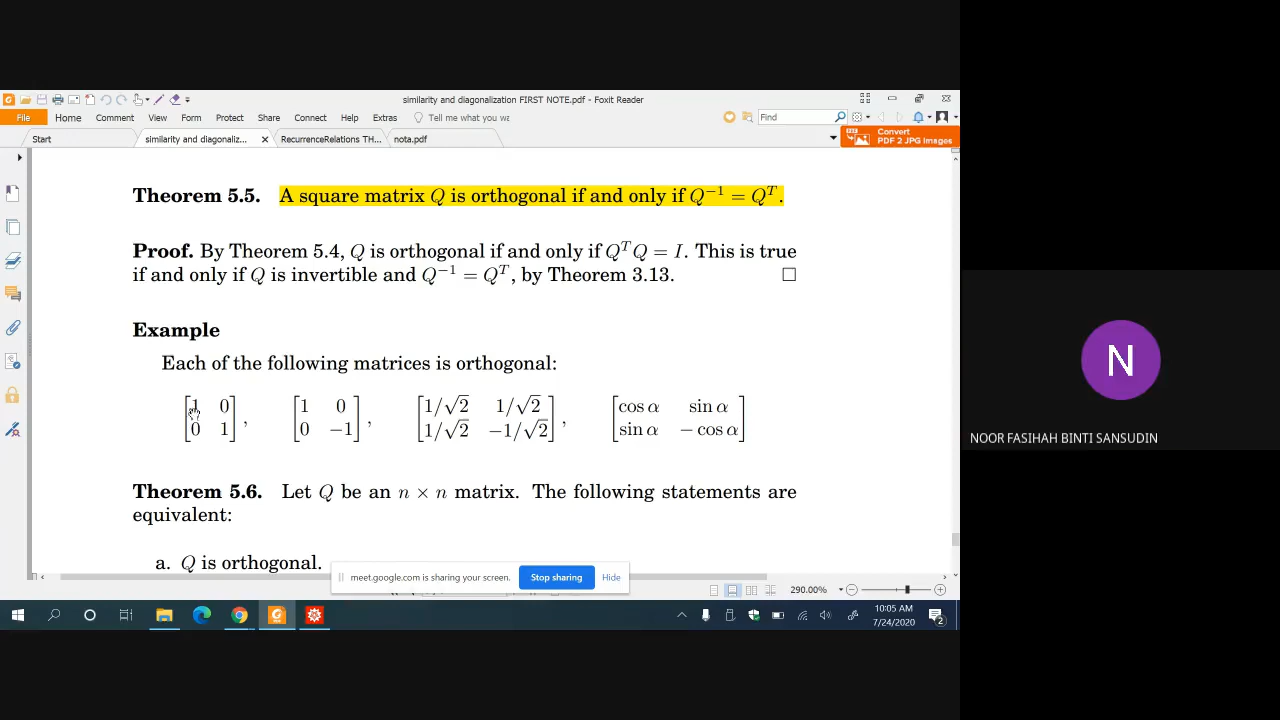 similarity and diagonalization FIRST NOTE.pdf - Foxit Reader
File Home Comment View Form Protect Share Connect Help Extras Tell me what you wa Find
Convert
PDF 2 JPG Images
Start similarity and diagonaliz... RecurrenceRelations TH... nota.pdf
Theorem 5.5. A square matrix Q is orthogonal if and only if Q⁻¹ = Qᵀ.
Proof. By Theorem 5.4, Q is orthogonal if and only if QᵀQ = I. This is true
if and only if Q is invertible and Q⁻¹ = Qᵀ, by Theorem 3.13. □
Example
Each of the following matrices is orthogonal:
[1 0
0 1], [1 0
0 −1], [1/√2 1/√2
1/√2 −1/√2], [cos α sin α
sin α − cos α]
Theorem 5.6. Let Q be an n × n matrix. The following statements are
equivalent:
a. Q is orthogonal.
meet.google.com is sharing your screen. Stop sharing Hide
290.00%
10:05 AM
7/24/2020
2
N
NOOR FASIHAH BINTI SANSUDIN